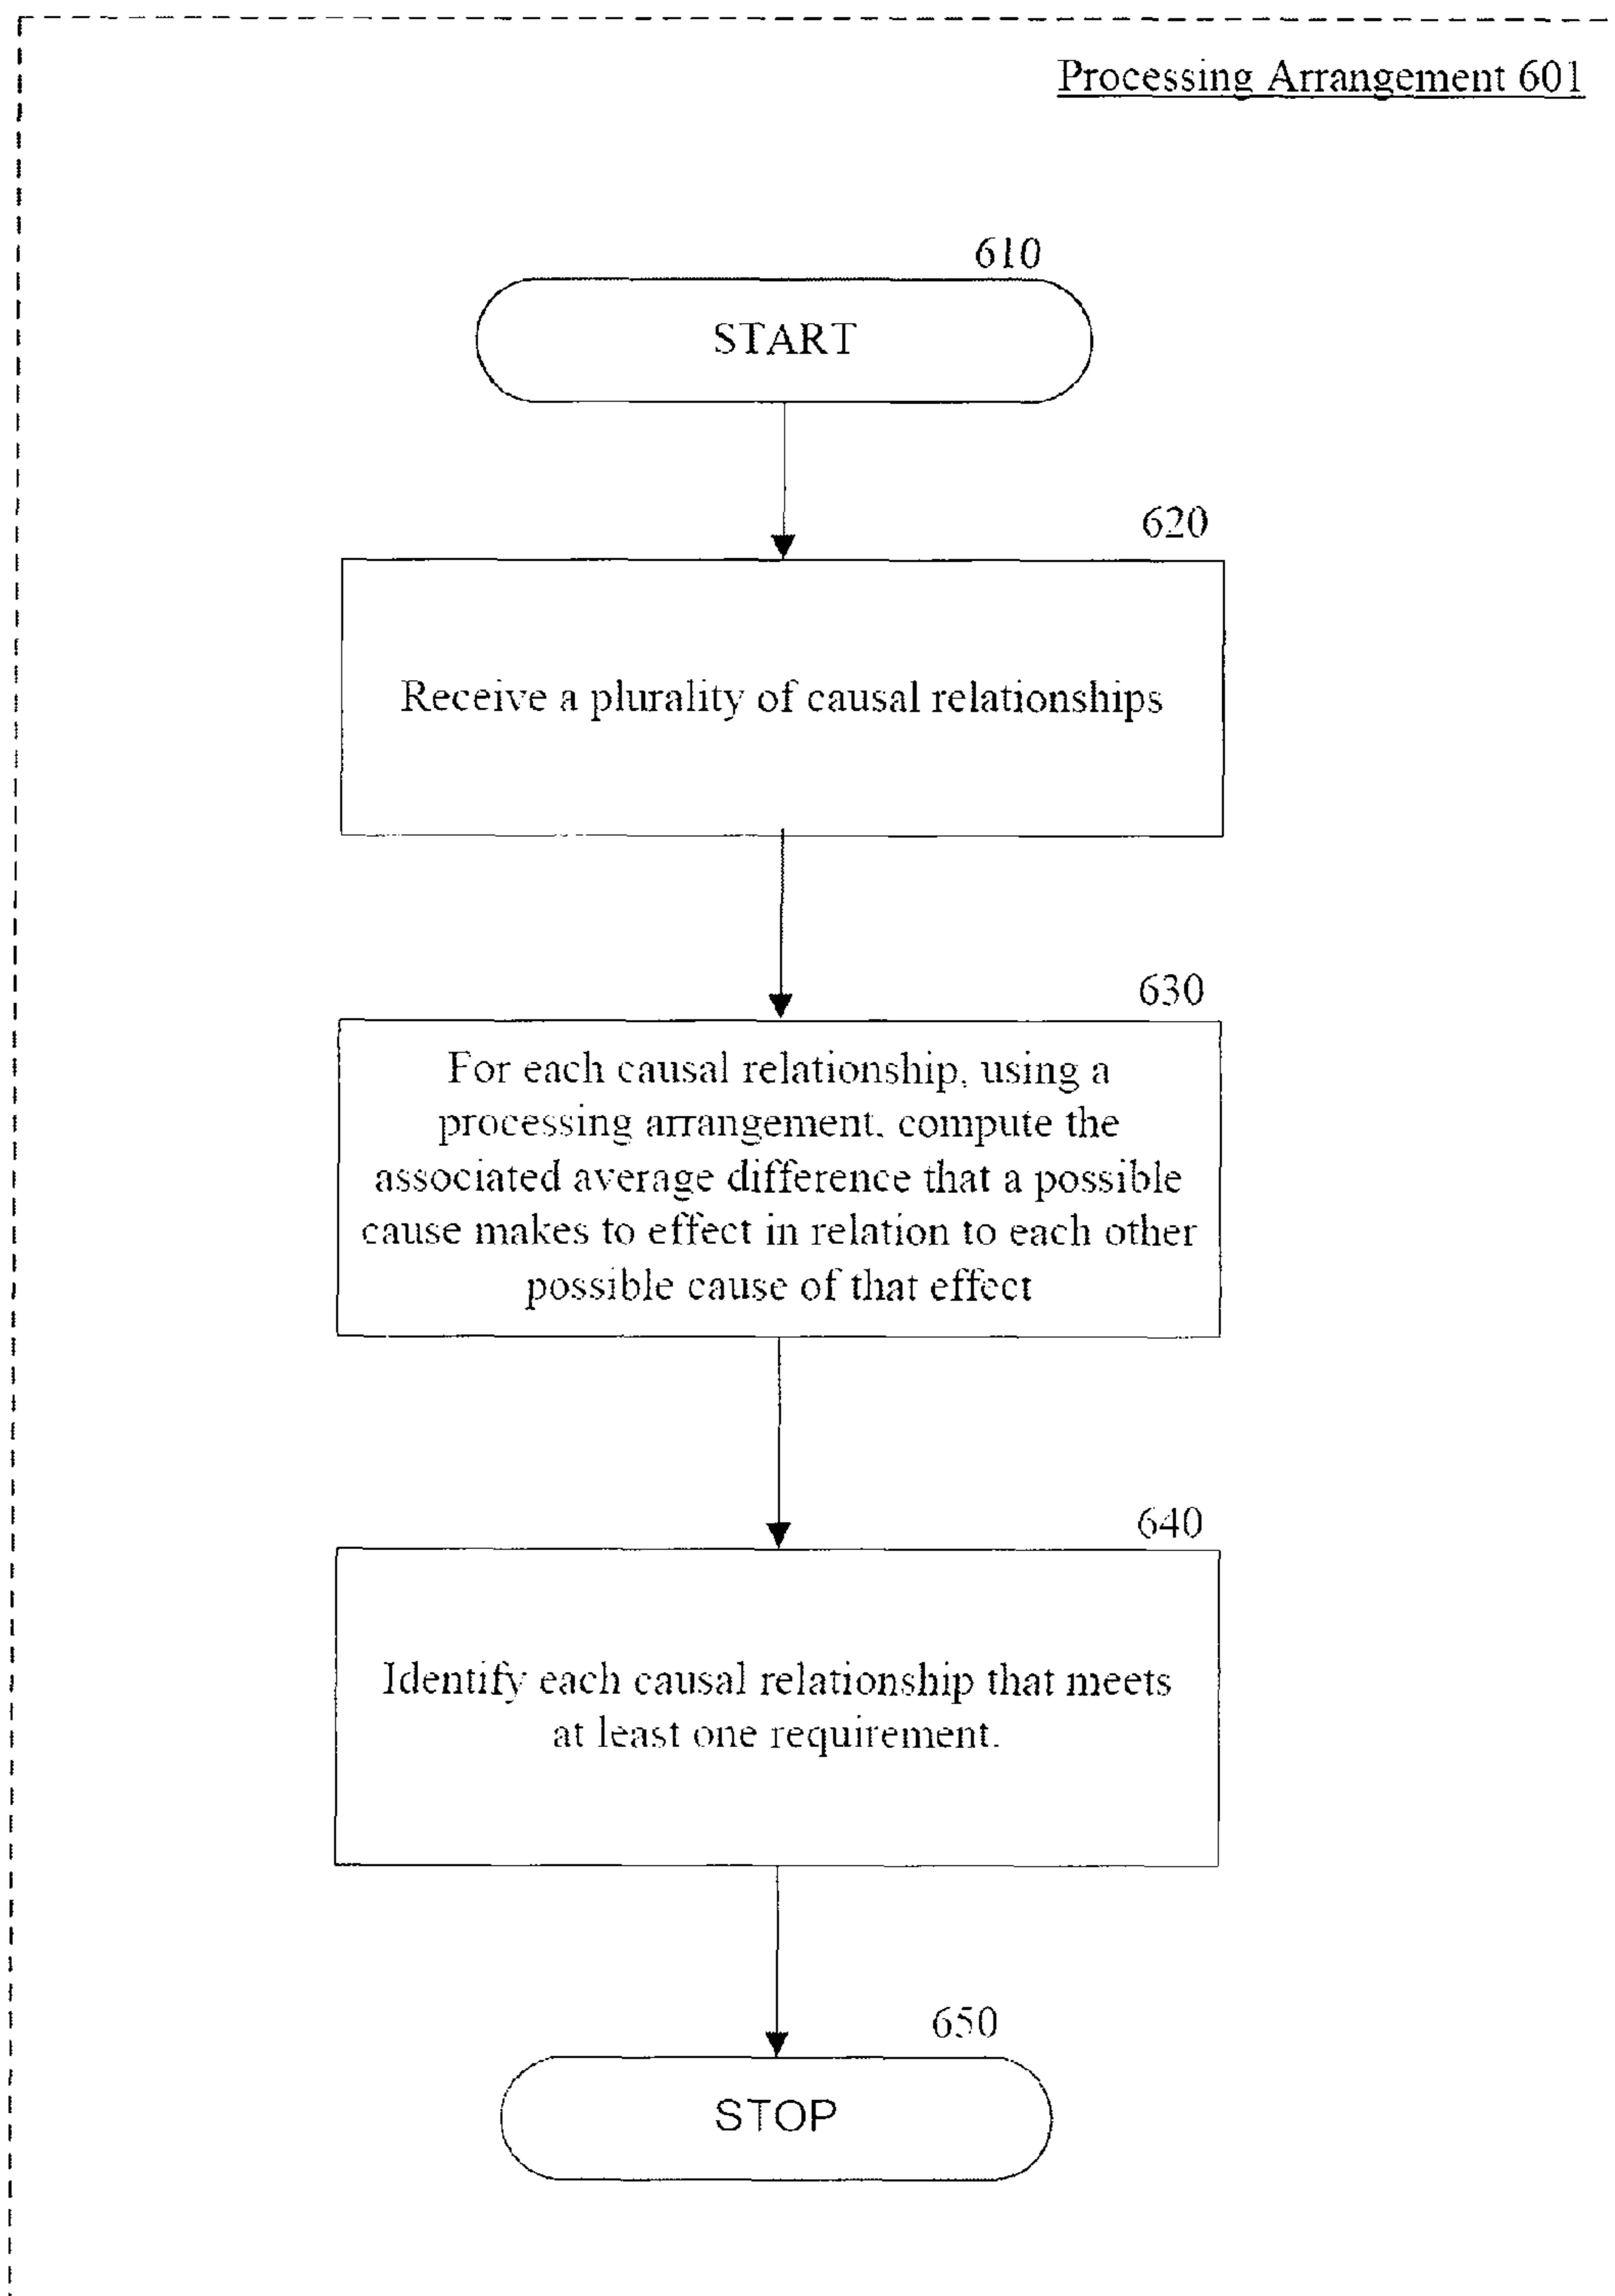 Processing Arrangement 601
610
START
620
Receive a plurality of causal relationships
630
For each causal relationship, using a
processing arrangement, compute the
associated average difference that a possible
cause makes to effect in relation to each other
possible cause of that effect
640
Identify each causal relationship that meets
at least one requirement.
650
STOP